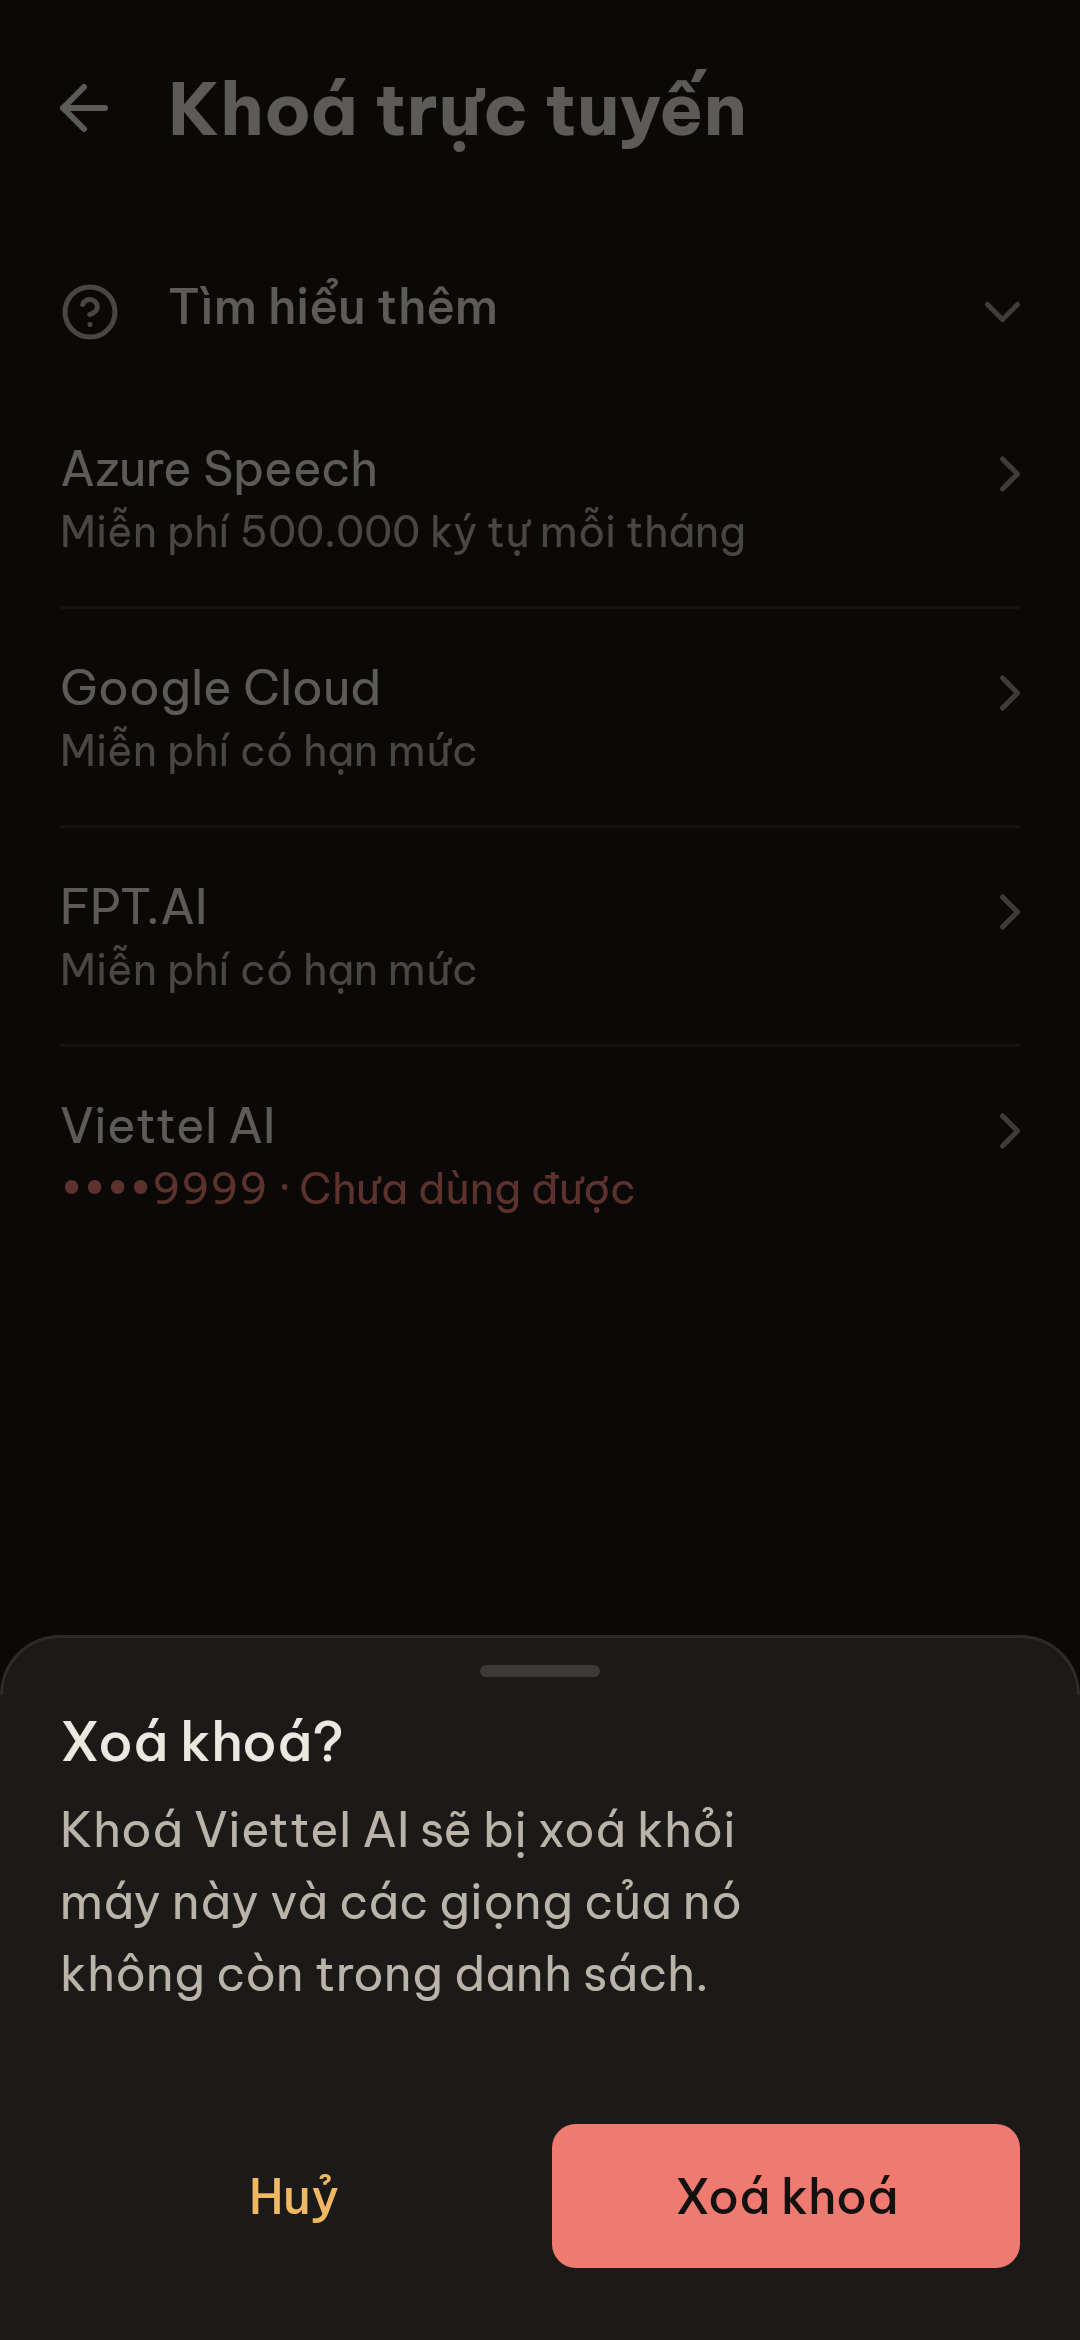 Khoá trực tuyến
Tìm hiểu thêm
Azure Speech
Miễn phí 500.000 ký tự mỗi tháng
Google Cloud
Miễn phí có hạn mức
FPT.AI
Miễn phí có hạn mức
Viettel AI
••••9999 · Chưa dùng được
Xoá khoá?
Khoá Viettel AI sẽ bị xoá khỏi
máy này và các giọng của nó
không còn trong danh sách.
Huỷ
Xoá khoá